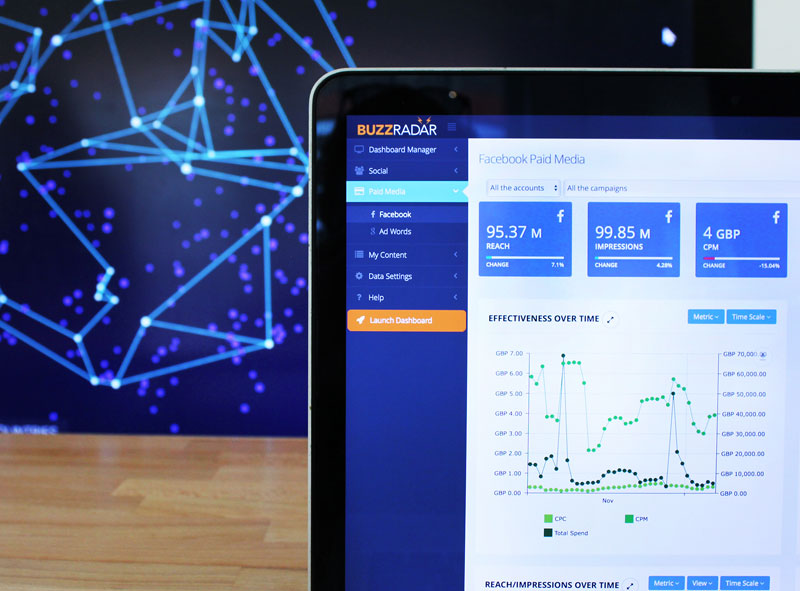 BUZZRADAR
Dashboard Manager
Social
Paid Media
Facebook
Ad Words
My Content
Data Settings
Help
Launch Dashboard
Facebook Paid Media
All the accounts
All the campaigns
95.37 M
REACH
CHANGE 7.1%
99.85 M
IMPRESSIONS
CHANGE 4.28%
4 GBP
CPM
CHANGE -13.04%
EFFECTIVENESS OVER TIME
Metric
Time Scale
GBP 7.00
GBP 6.00
GBP 5.00
GBP 4.00
GBP 3.00
GBP 2.00
GBP 1.00
GBP 0.00
GBP 70,000
GBP 60,000.00
GBP 50,000.00
GBP 40,000.00
GBP 30,000.00
GBP 20,000.00
GBP 10,000.00
GBP 0.00
Nov
CPC
CPM
Total Spend
REACH/IMPRESSIONS OVER TIME
Metric
View
Time Scale